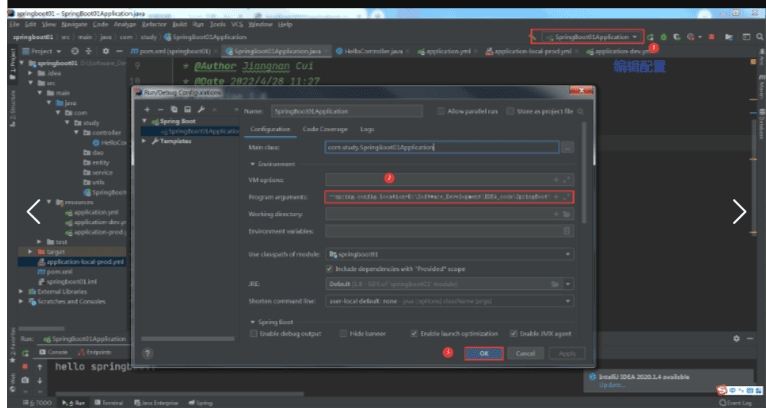 springboot01 - SpringBoot01Application.java
File Edit View Navigate Code Analyze Refactor Build Run Tools VCS Window Help
springboot01 src main java com study SpringBoot01Application
SpringBoot01Application
Project
pom.xml (springboot01)
SpringBoot01Application.java
HelloController.java
application.yml
application-local-prod.yml
application-dev.yml
1
编辑配置
springboot01
.idea
src
main
java
com
study
controller
HelloCo
dao
entity
service
utils
SpringBoot
resources
application.yml
application-dev.y
application-prod.y
test
target
application-local-prod.yml
pom.xml
springboot01.iml
External Libraries
Scratches and Consoles
* @Author Jiangnan Cui
* @Date 2022/4/28 11:27
Run/Debug Configurations
Spring Boot
SpringBoot01Application
Templates
Name: SpringBoot01Application
Allow parallel run
Store as project file
Configuration Code Coverage Logs
Main class: com.study.SpringBoot01Application
Environment
VM options:
2
Program arguments:
Working directory:
Environment variables:
Use classpath of module: springboot01
Include dependencies with "Provided" scope
JRE: Default (1.8 - SDK of 'springboot01' module)
Shorten command line: user-local default: none - java [options] className [args]
Spring Boot
Enable debug output
Hide banner
Enable launch optimization
Enable JMX agent
3
OK Cancel Apply
Run: SpringBoot01Application
Console Endpoints
hello springb
IntelliJ IDEA 2020.1.4 available
Update...
6: TODO 4: Run Terminal Java Enterprise Spring
Event Log